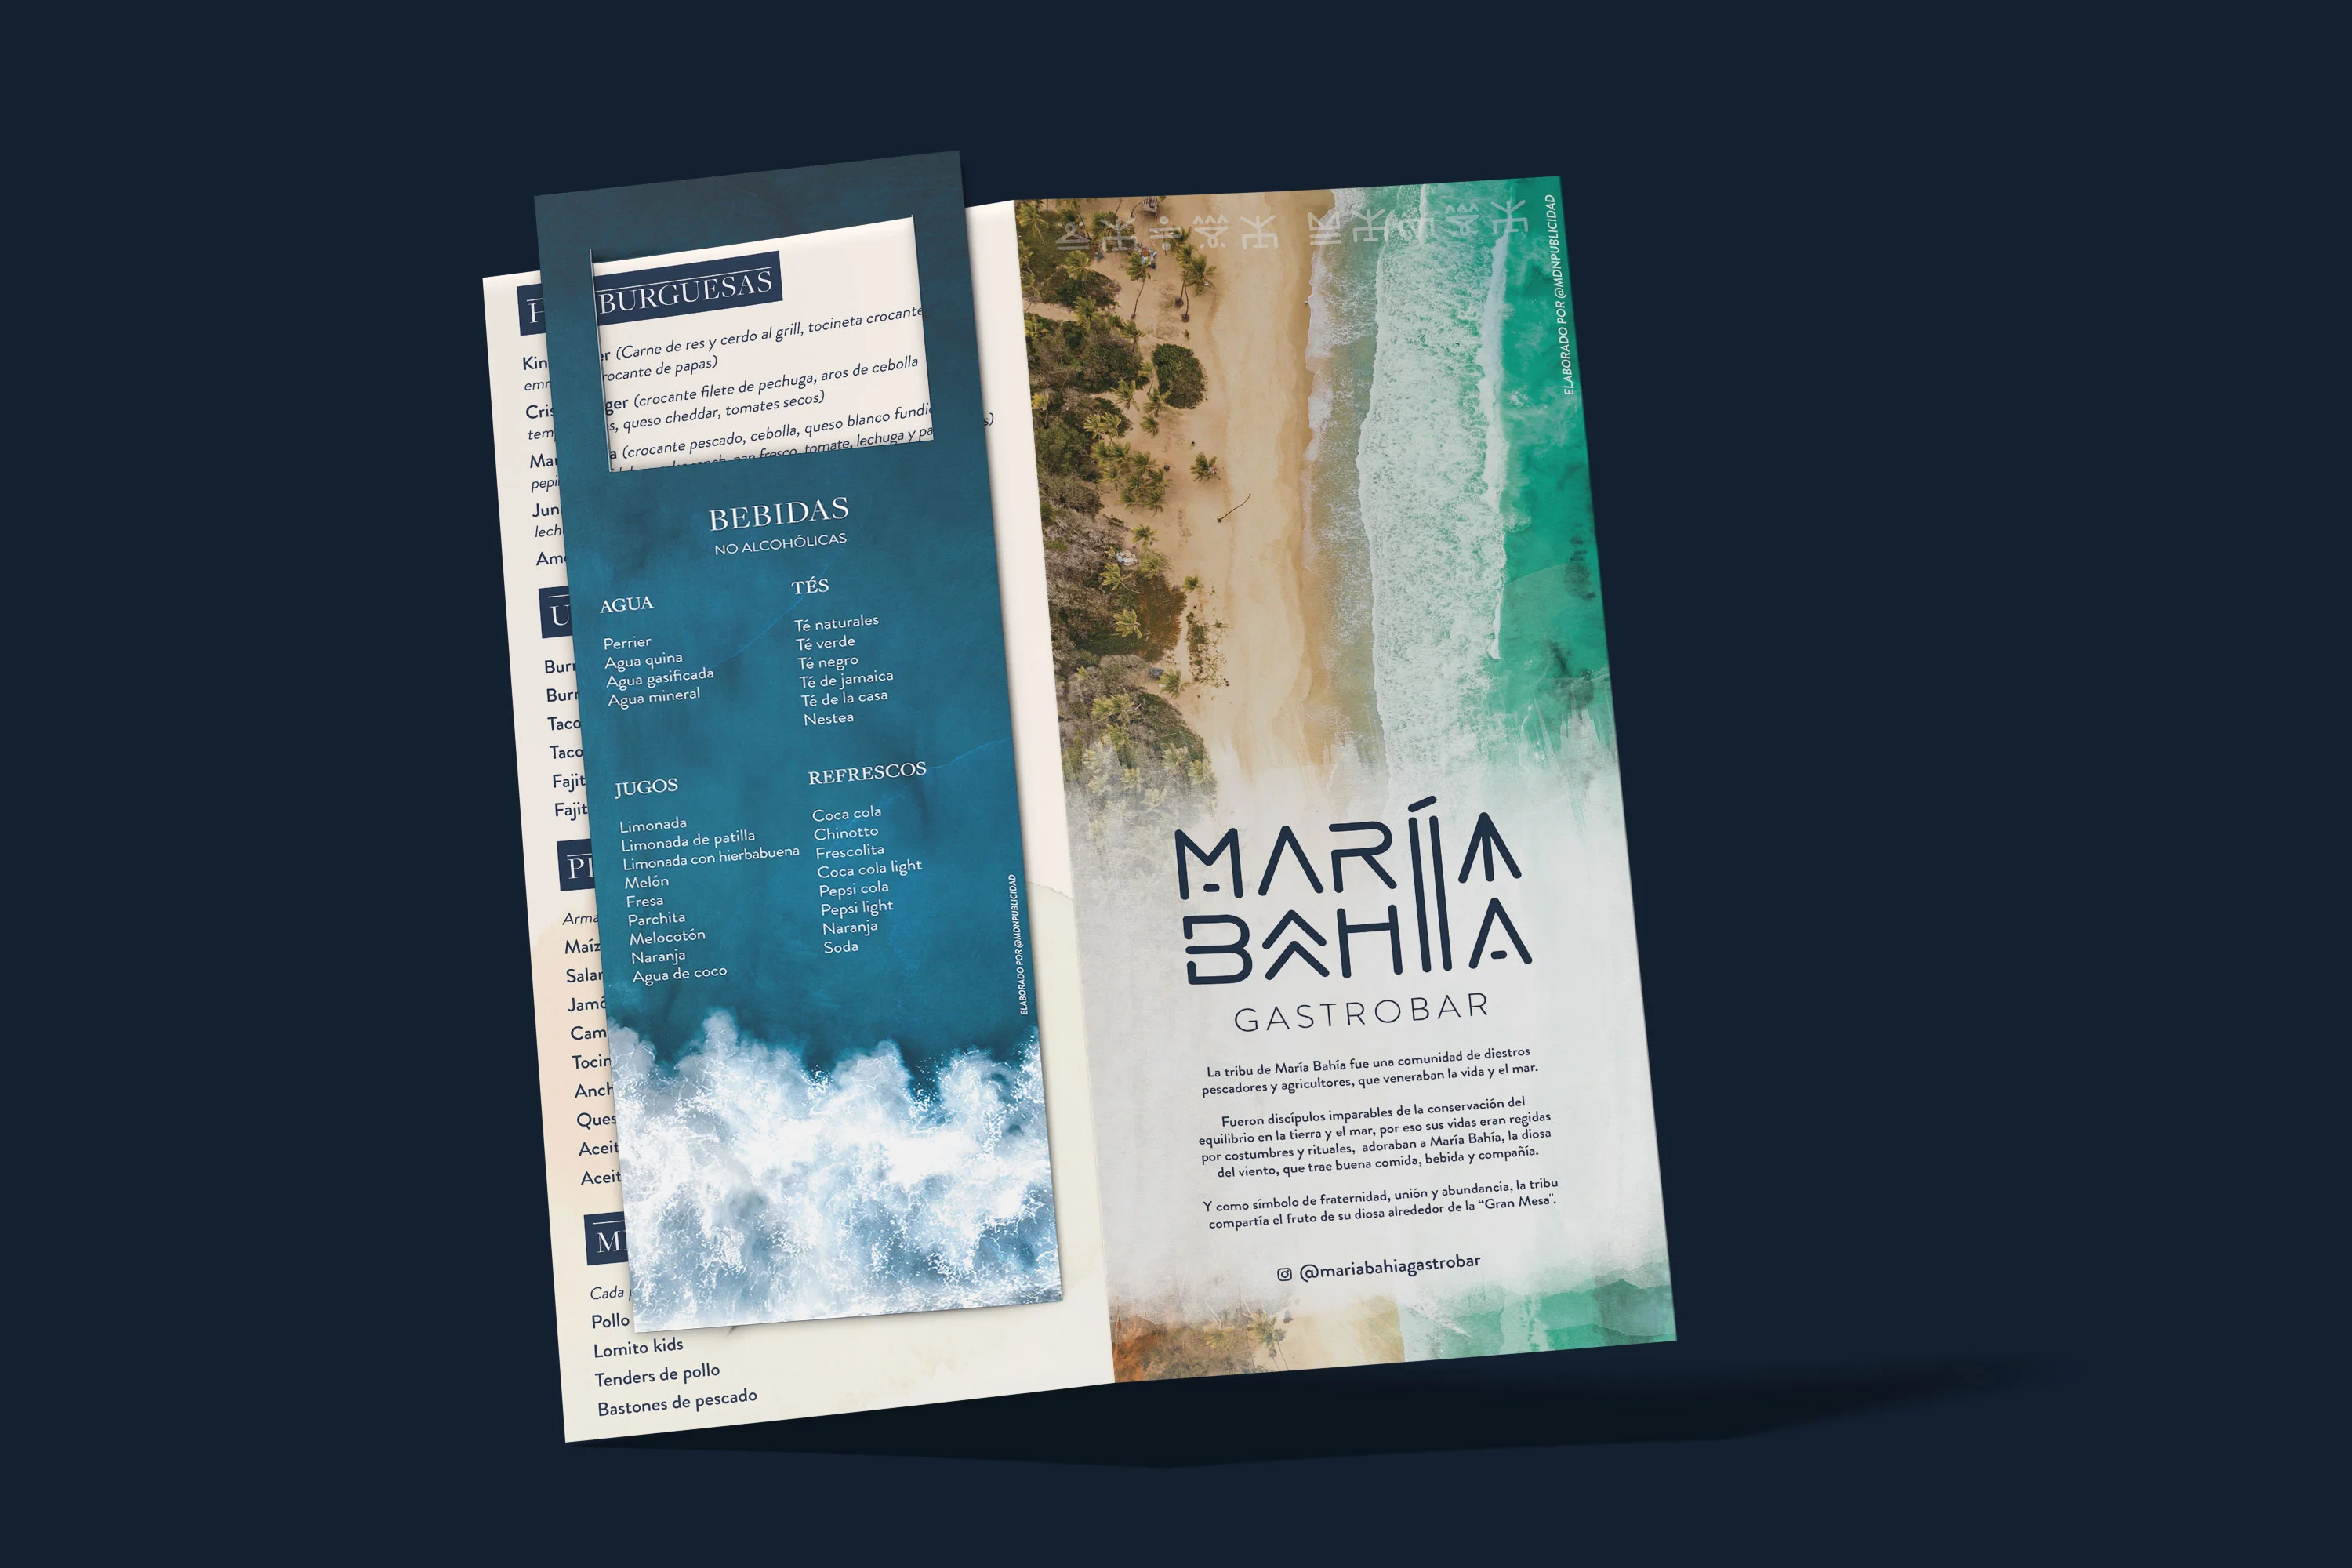 BURGUESAS
(Carne de res y cerdo al grill, tocineta crocante
de papas)
(crocante filete de pechuga, aros de cebolla
queso cheddar, tomates secos)
(crocante pescado, cebolla, queso blanco
pan fresco, tomate, lechuga y
BEBIDAS
NO ALCOHÓLICAS
AGUA
Perrier
Agua quina
Agua gasificada
Agua mineral
TÉS
Té naturales
Té verde
Té negro
Té de jamaica
Té de la casa
Nestea
JUGOS
Limonada
Limonada de patilla
Limonada con hierbabuena
Melón
Fresa
Parchita
Melocotón
Naranja
Agua de coco
REFRESCOS
Coca cola
Chinotto
Frescolita
Coca cola light
Pepsi cola
Pepsi light
Naranja
Soda
ELABORADO POR @MDNPUBLICIDAD
Pollo
Lomito kids
Tenders de pollo
Bastones de pescado
ELABORADO POR @MDNPUBLICIDAD
MARÍA
BAHÍA
GASTROBAR
La tribu de María Bahía fue una comunidad de diestros
pescadores y agricultores, que veneraban la vida y el mar.
Fueron discípulos imparables de la conservación del
equilibrio en la tierra y el mar, por eso sus vidas eran regidas
por costumbres y rituales, adoraban a María Bahía, la diosa
del viento, que trae buena comida, bebida y compañía.
Y como símbolo de fraternidad, unión y abundancia, la tribu
compartía el fruto de su diosa alrededor de la “Gran Mesa".
@mariabahiagastrobar